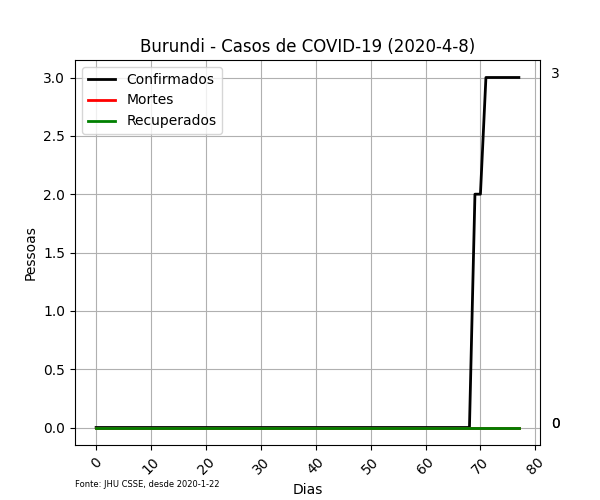 Burundi - Casos de COVID-19 (2020-4-8)
Confirmados
Mortes
Recuperados
3
0
Pessoas
3.0
2.5
2.0
1.5
1.0
0.5
0.0
0
10
20
30
40
50
60
70
80
Dias
Fonte: JHU CSSE, desde 2020-1-22